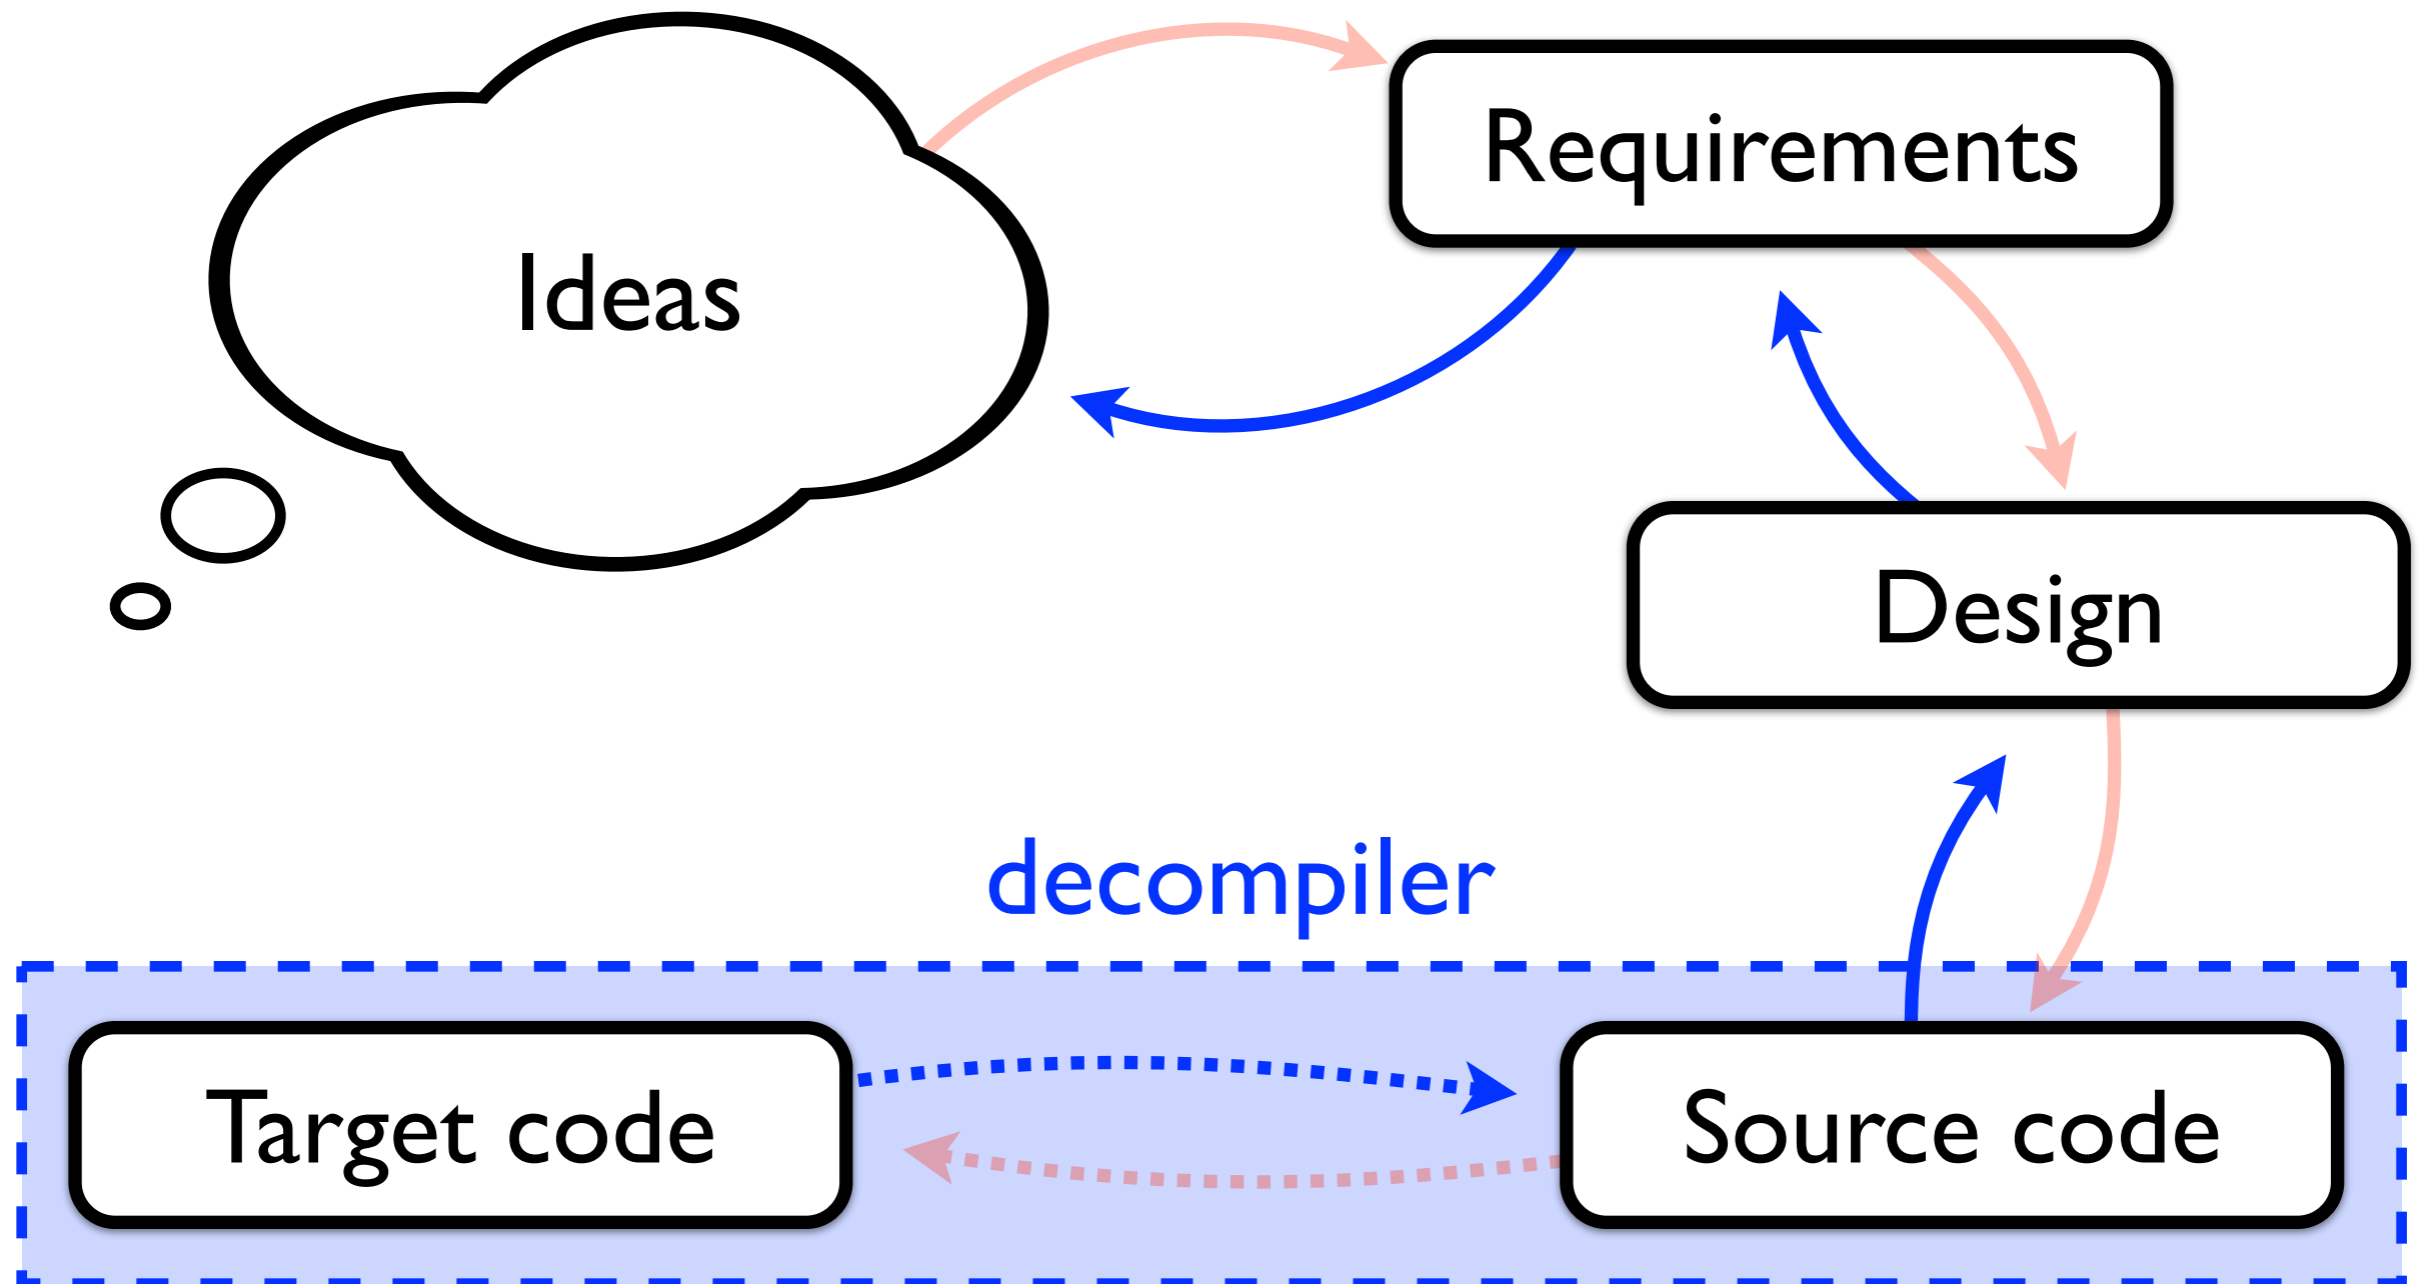 Ideas
Requirements
Design
decompiler
Target code
Source code